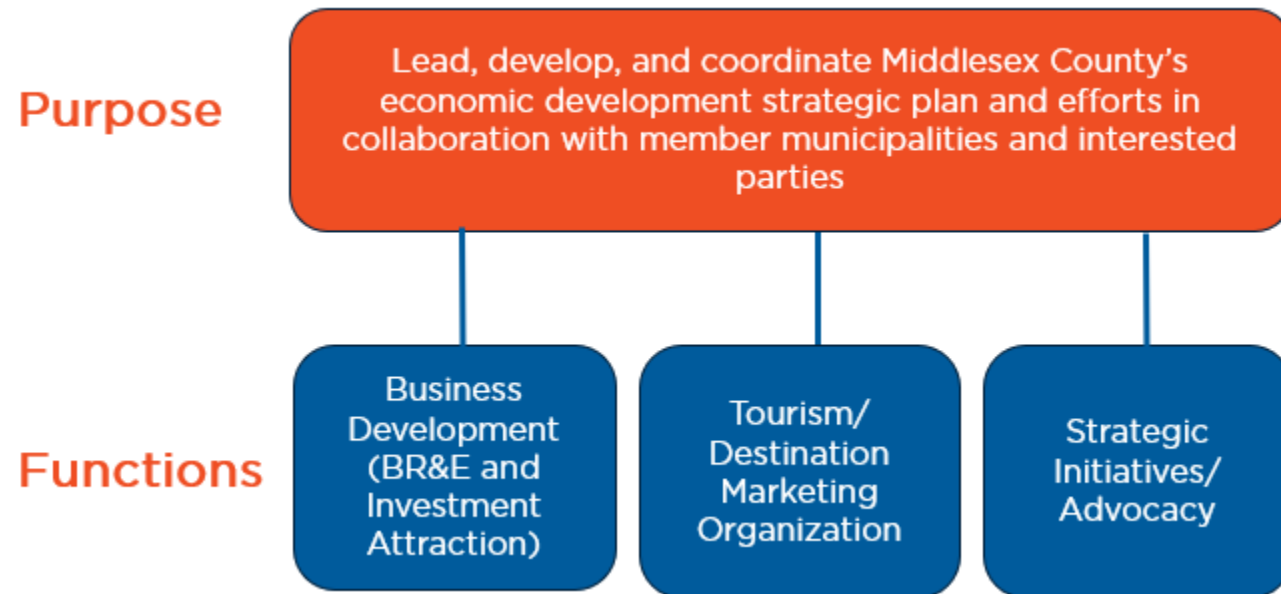 Purpose
Lead, develop, and coordinate Middlesex County's
economic development strategic plan and efforts in
collaboration with member municipalities and interested
parties
Functions
Business
Development
(BR&E and
Investment
Attraction)
Tourism/
Destination
Marketing
Organization
Strategic
Initiatives/
Advocacy